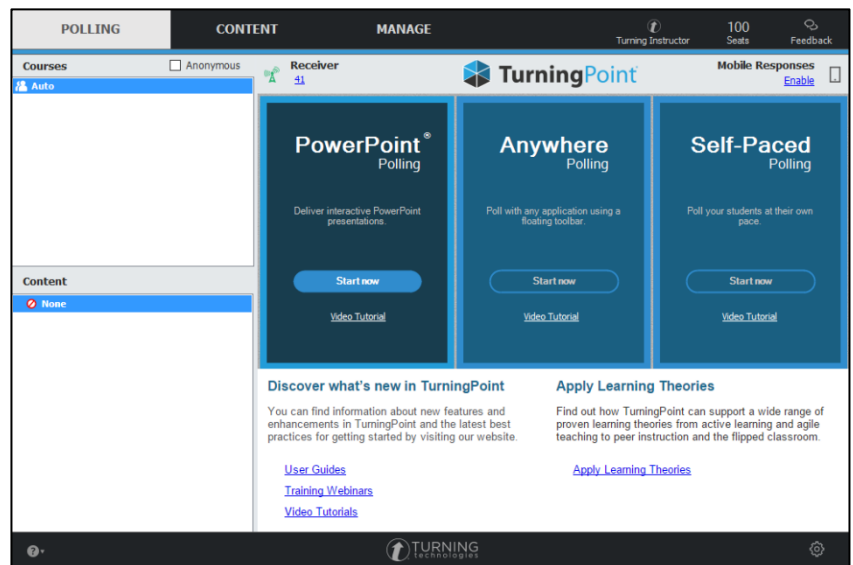 POLLING
CONTENT
MANAGE
Turning Instructor
100
Seats
Feedback
Courses
Anonymous
Auto
Receiver
41
TurningPoint
Mobile Responses
Enable
PowerPoint®
Polling
Deliver interactive PowerPoint
presentations.
Start now
Video Tutorial
Anywhere
Polling
Poll with any application using a
floating toolbar.
Start now
Video Tutorial
Self-Paced
Polling
Poll your students at their own
pace.
Start now
Video Tutorial
Content
None
Discover what's new in TurningPoint
You can find information about new features and
enhancements in TurningPoint and the latest best
practices for getting started by visiting our website.
User Guides
Training Webinars
Video Tutorials
Apply Learning Theories
Find out how TurningPoint can support a wide range of
proven learning theories from active learning and agile
teaching to peer instruction and the flipped classroom.
Apply Learning Theories
TURNING
technologies